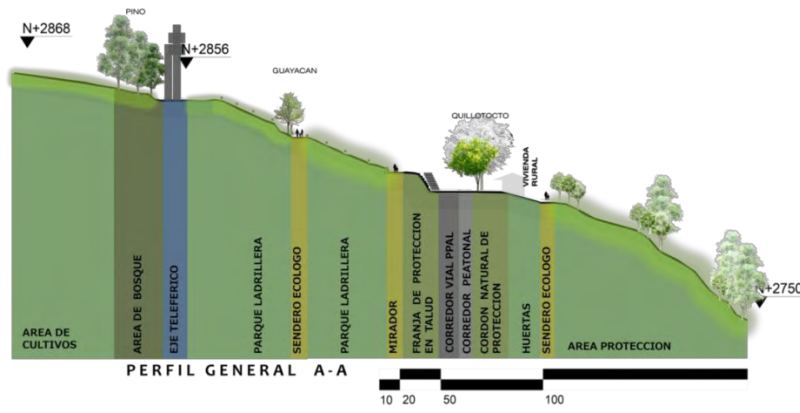 PINO
N+2868
N+2856
GUAYACAN
QUILLOTOCTO
VIVIENDA
RURAL
N+2750
AREA DE
CULTIVOS
AREA DE BOSQUE
EJE TELEFERICO
PARQUE LADRILLERA
SENDERO ECOLOGO
PARQUE LADRILLERA
MIRADOR
FRANJA DE PROTECCION
EN TALUD
CORREDOR VIAL PPAL
CORREDOR PEATONAL
CORDON NATURAL DE
PROTECCION
HUERTAS
SENDERO ECOLOGO
AREA PROTECCION
PERFIL GENERAL A-A
10 20 50 100